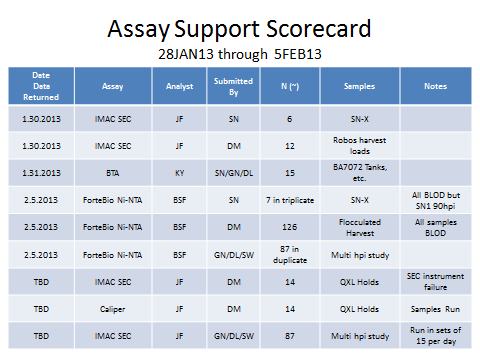 Assay Support Scorecard
28JAN13 through 5FEB13
Date Data Returned Assay Analyst Submitted By N (~) Samples Notes
1.30.2013 IMAC SEC JF SN 6 SN-X
1.30.2013 IMAC SEC JF DM 12 Robos harvest loads
1.31.2013 BTA KY SN/GN/DL 15 BA7072 Tanks, etc.
2.5.2013 ForteBio Ni-NTA BSF SN 7 in triplicate SN-X All BLOD but SN1 90hpi
2.5.2013 ForteBio Ni-NTA BSF DM 126 Flocculated Harvest All samples BLOD
2.5.2013 ForteBio Ni-NTA BSF GN/DL/SW 87 in duplicate Multi hpi study
TBD IMAC SEC JF DM 14 QXL Holds SEC instrument failure
TBD Caliper JF DM 14 QXL Holds Samples Run
TBD IMAC SEC JF GN/DL/SW 87 Multi hpi study Run in sets of 15 per day